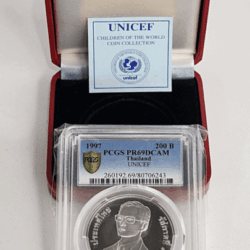 UNICEF
CHILDREN OF THE WORLD
COIN COLLECTION
unicef
1997 200 B
PCGS PR69DCAM
Thailand
UNICEF
260192.69/80706243
PCGS